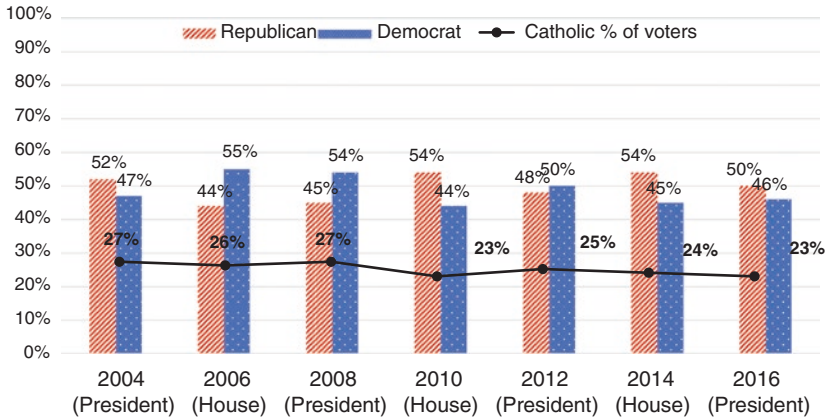 100%
Republican Democrat Catholic % of voters
90%
80%
70%
60%
50%
40%
30%
20%
10%
0%
52% 47% 44% 55% 45% 54% 54% 44% 48% 50% 54% 45% 50% 46%
27% 26% 27% 23% 25% 24% 23%
2004 2006 2008 2010 2012 2014 2016
(President) (House) (President) (House) (President) (House) (President)